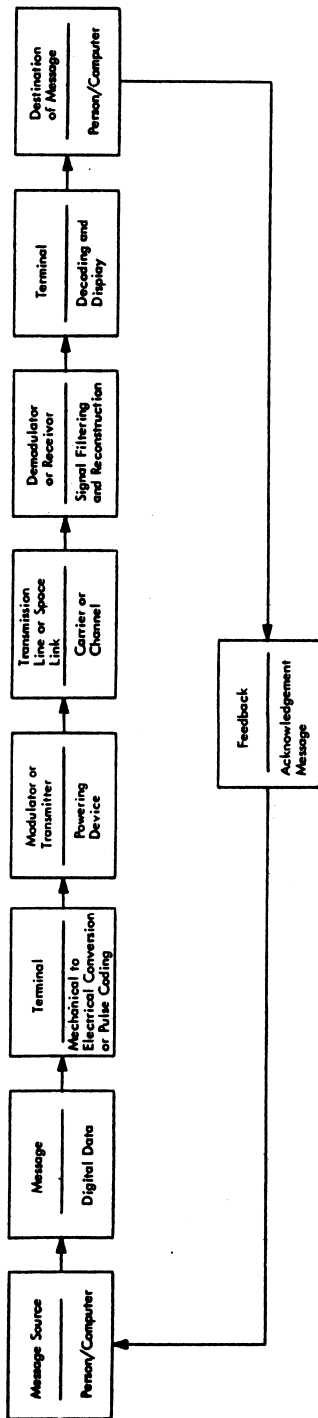 Message Source
Person/Computer
Message
Digital Data
Terminal
Mechanical to
Electrical Conversion
or Pulse Coding
Modulator or
Transmitter
Powering
Device
Transmission
Line or Space
Link
Carrier or
Channel
Demodulator
or Receivor
Signal Filtering
and Reconstruction
Terminal
Decoding and
Display
Destination
of Message
Person/Computer
Feedback
Acknowledgement
Message